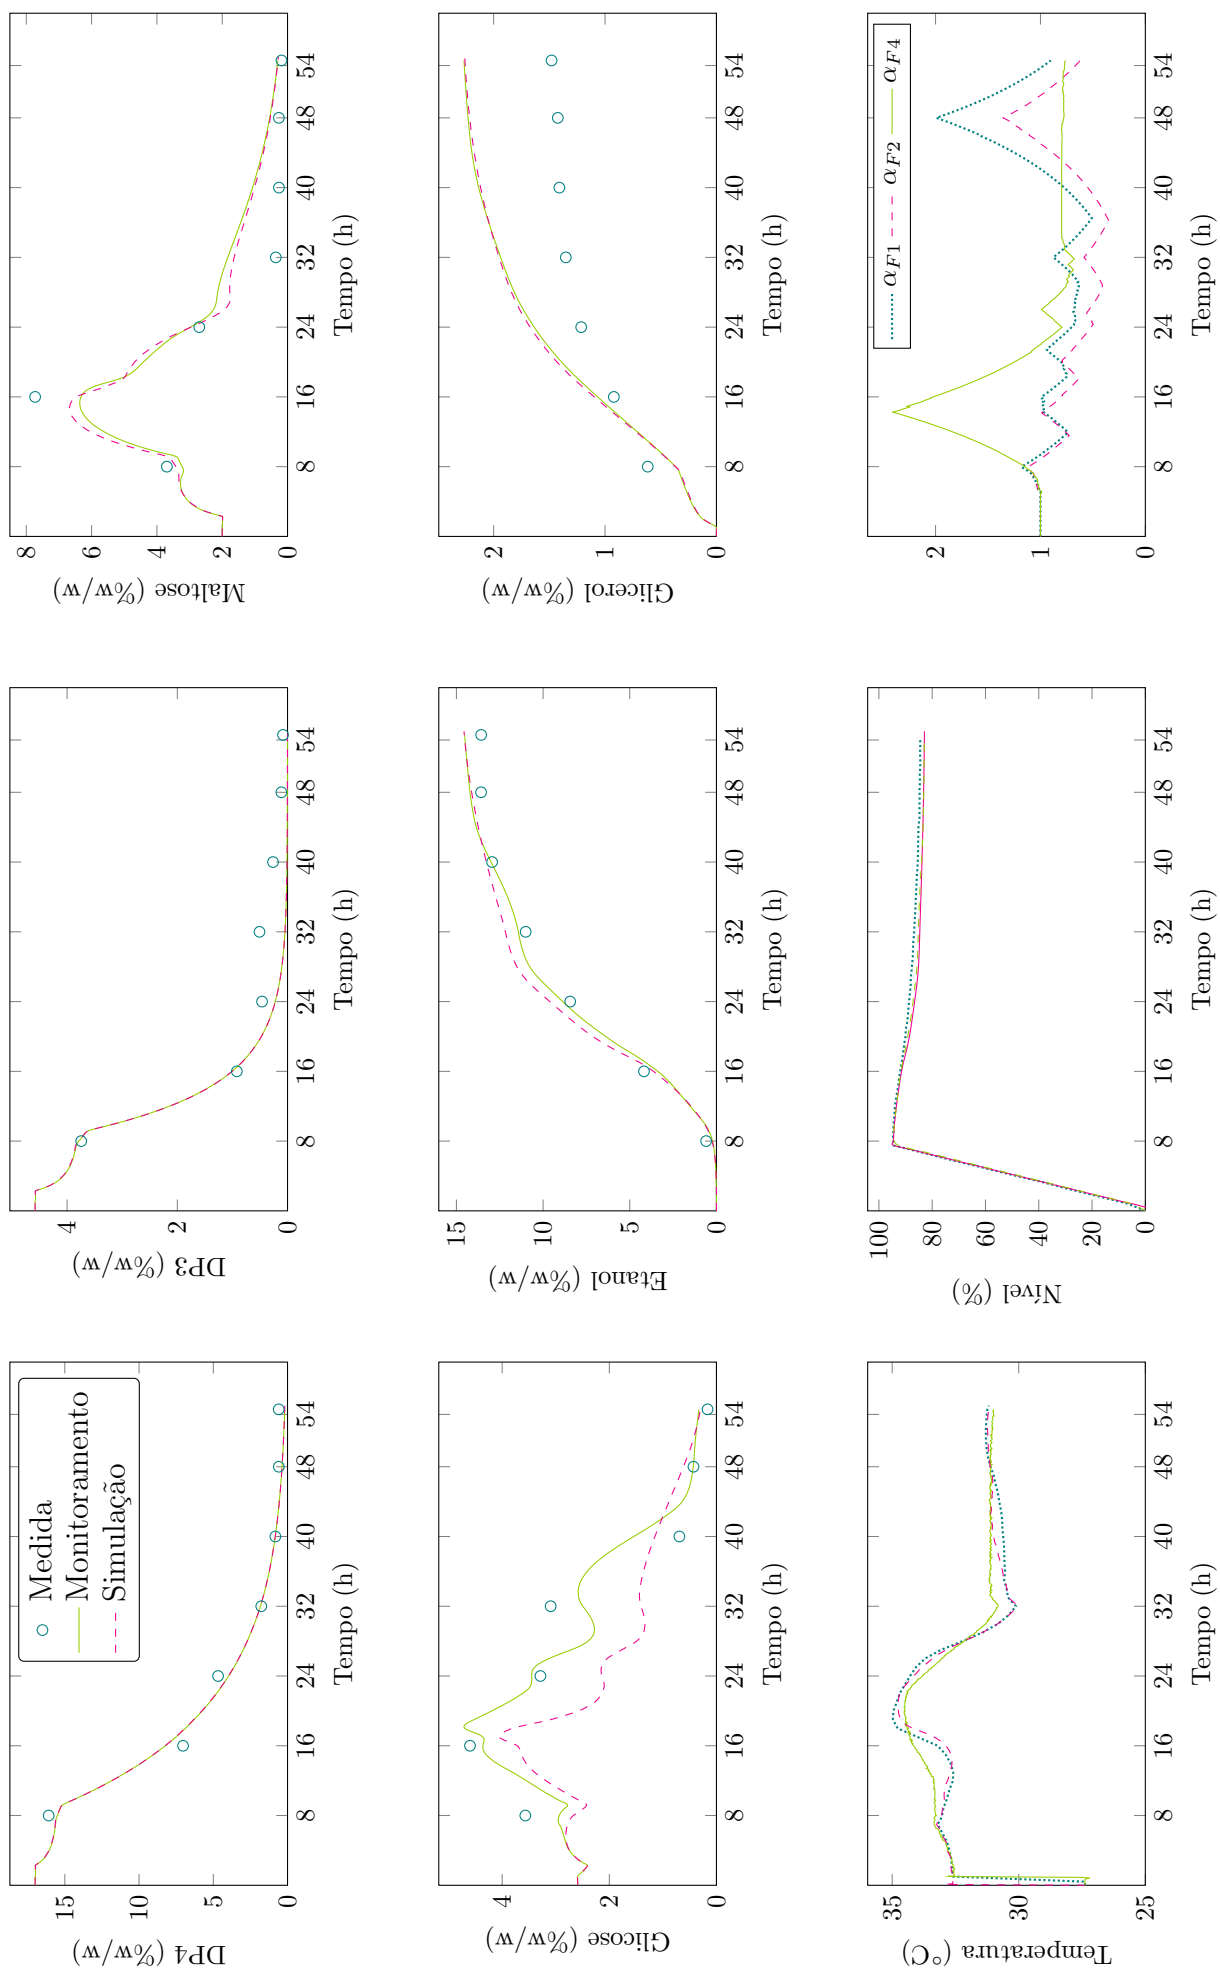 DP4 (%w/w)
15
10
5
0
8 16 24 32 40 48 54
Tempo (h)
Medida
Monitoramento
Simulação
DP3 (%w/w)
4
2
0
8 16 24 32 40 48 54
Tempo (h)
Maltose (%w/w)
8
6
4
2
0
8 16 24 32 40 48 54
Tempo (h)
Glicose (%w/w)
4
2
0
8 16 24 32 40 48 54
Tempo (h)
Etanol (%w/w)
15
10
5
0
8 16 24 32 40 48 54
Tempo (h)
Glicerol (%w/w)
2
1
0
8 16 24 32 40 48 54
Tempo (h)
Temperatura (°C)
35
30
25
8 16 24 32 40 48 54
Tempo (h)
Nível (%)
100
80
60
40
20
0
8 16 24 32 40 48 54
Tempo (h)
α_F1 α_F2 α_F4
2
1
0
8 16 24 32 40 48 54
Tempo (h)